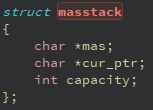 struct masstack
{
    char *mas;
    char *cur_ptr;
    int capacity;
};